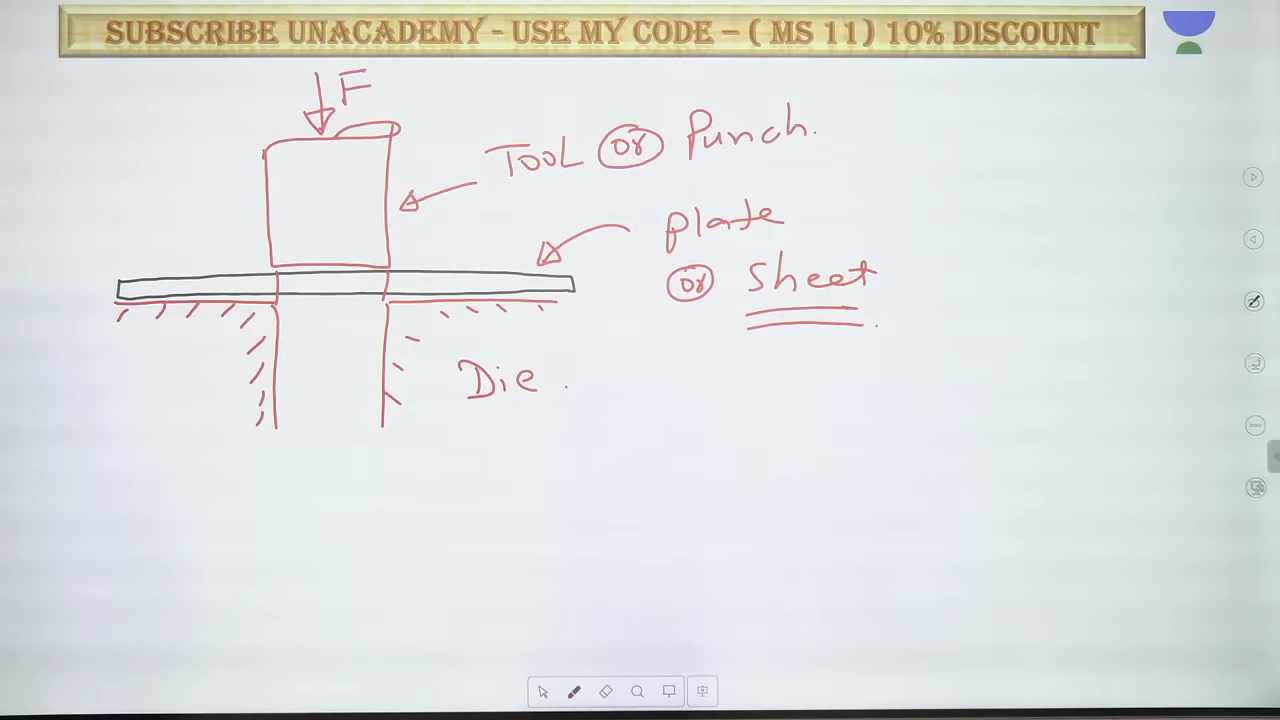 SUBSCRIBE UNACADEMY - USE MY CODE – ( MS 11) 10% DISCOUNT
F
TOOL or Punch.
plate
or Sheet
Die .